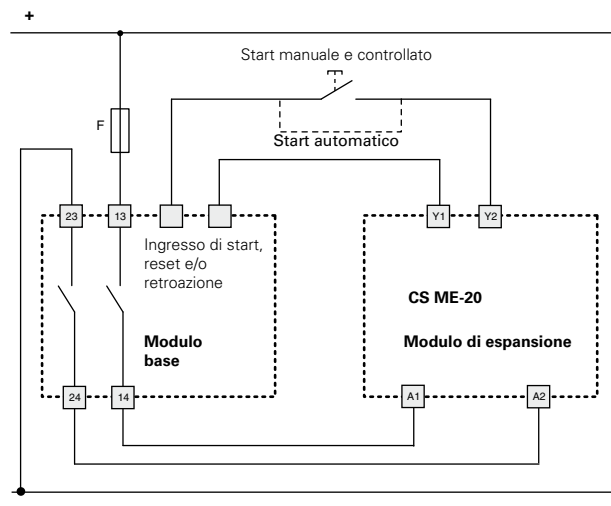 +
Start manuale e controllato
F
Start automatico
23
13
Y1
Y2
Ingresso di start,
reset e/o
retroazione
CS ME-20
Modulo
base
Modulo di espansione
24
14
A1
A2